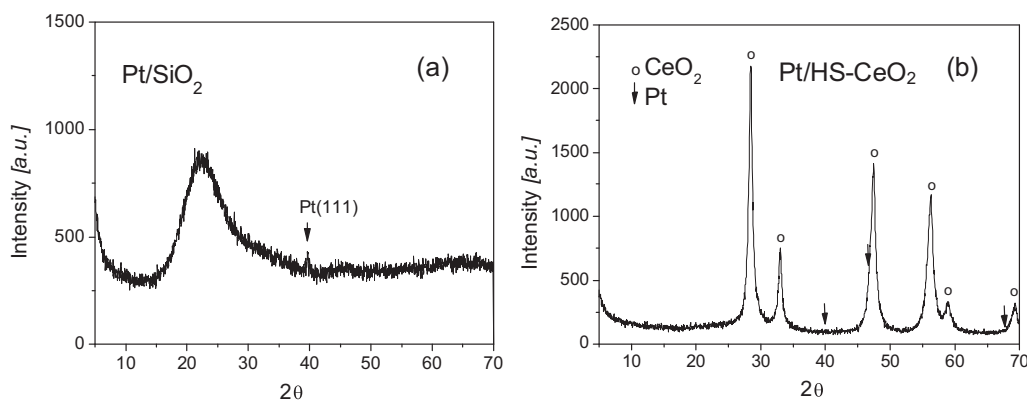 1500
1000
500
0
Intensity [a.u.]
Pt/SiO2
(a)
Pt(111)
10 20 30 40 50 60 70
2θ
2500
2000
1500
1000
500
0
Intensity [a.u.]
o CeO2
Pt
Pt/HS-CeO2
(b)
o
o
o
o
o
o
10 20 30 40 50 60 70
2θ